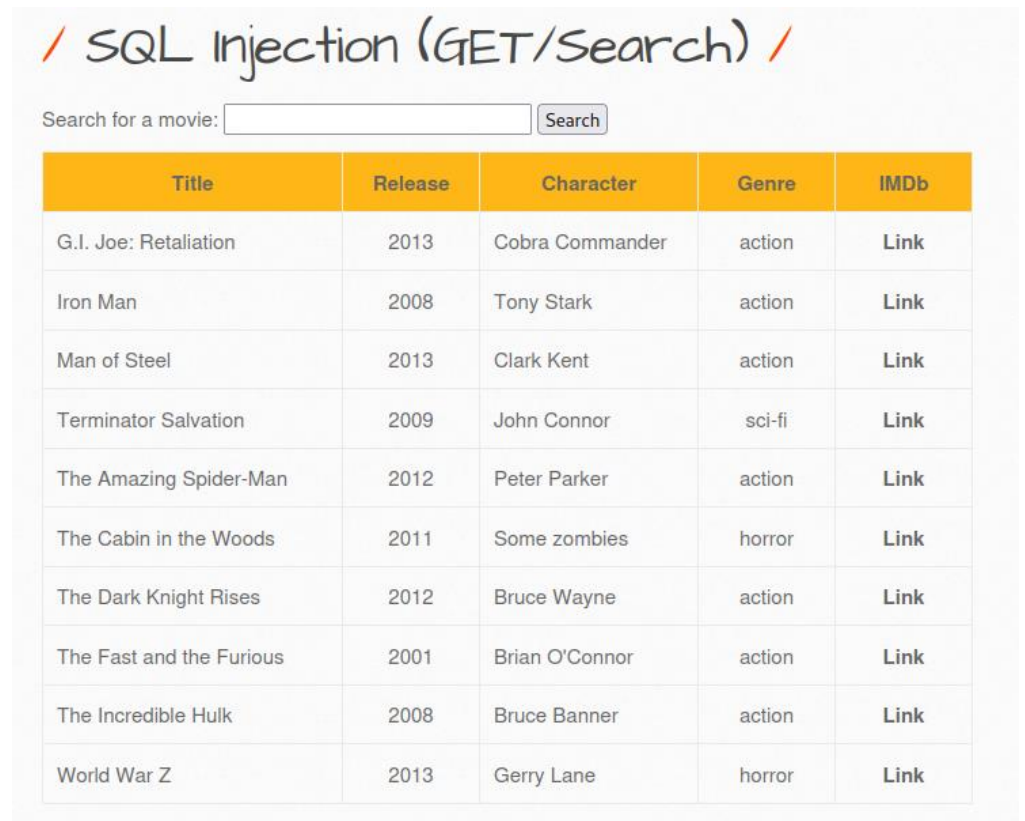 / SQL Injection (GET/Search) /
Search for a movie: Search
Title Release Character Genre IMDb
G.I. Joe: Retaliation 2013 Cobra Commander action Link
Iron Man 2008 Tony Stark action Link
Man of Steel 2013 Clark Kent action Link
Terminator Salvation 2009 John Connor sci-fi Link
The Amazing Spider-Man 2012 Peter Parker action Link
The Cabin in the Woods 2011 Some zombies horror Link
The Dark Knight Rises 2012 Bruce Wayne action Link
The Fast and the Furious 2001 Brian O'Connor action Link
The Incredible Hulk 2008 Bruce Banner action Link
World War Z 2013 Gerry Lane horror Link